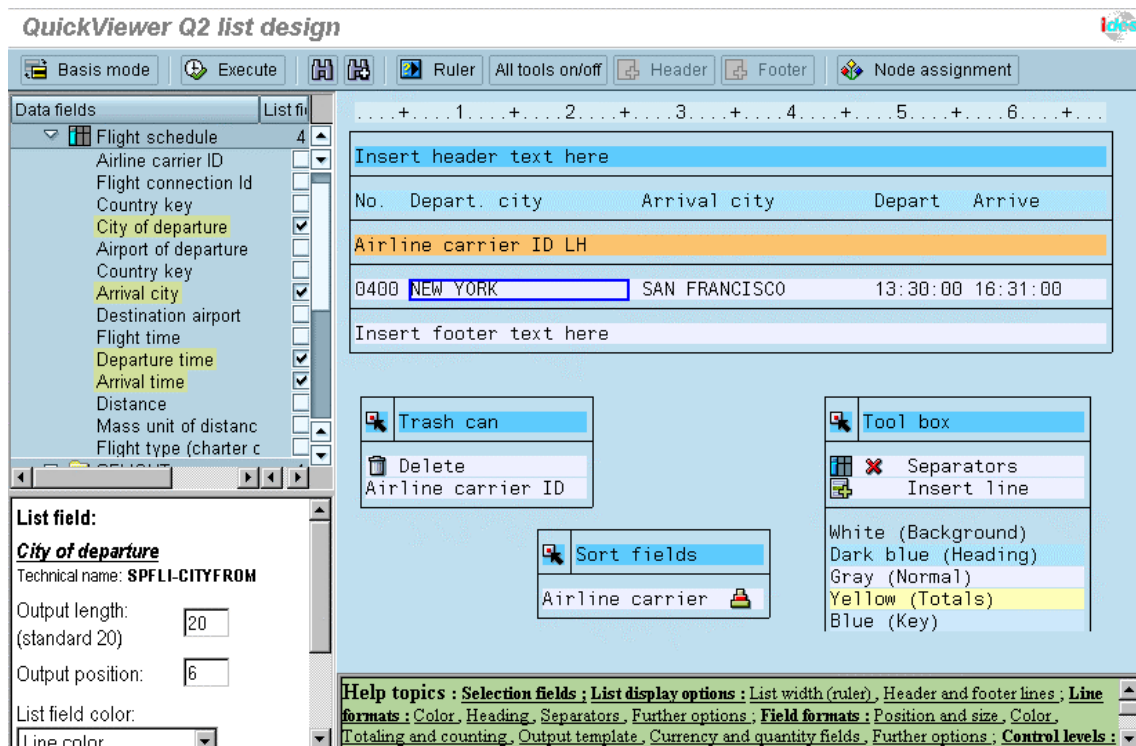 QuickViewer Q2 list design
ides
Basis mode Execute Ruler All tools on/off Header Footer Node assignment
Data fields List fi
Flight schedule 4
Airline carrier ID
Flight connection Id
Country key
City of departure
Airport of departure
Country key
Arrival city
Destination airport
Flight time
Departure time
Arrival time
Distance
Mass unit of distanc
Flight type (charter c
List field:
City of departure
Technical name: SPFLI-CITYFROM
Output length: 20
(standard 20)
Output position: 6
List field color:
Line color
....+....1....+....2....+....3....+....4....+....5....+....6....+...
Insert header text here
No. Depart. city Arrival city Depart Arrive
Airline carrier ID LH
0400 NEW YORK SAN FRANCISCO 13:30:00 16:31:00
Insert footer text here
Trash can
Delete
Airline carrier ID
Sort fields
Airline carrier
Tool box
Separators
Insert line
White (Background)
Dark blue (Heading)
Gray (Normal)
Yellow (Totals)
Blue (Key)
Help topics : Selection fields ; List display options : List width (ruler) , Header and footer lines ; Line
formats : Color , Heading , Separators , Further options ; Field formats : Position and size , Color ,
Totaling and counting , Output template , Currency and quantity fields , Further options ; Control levels :